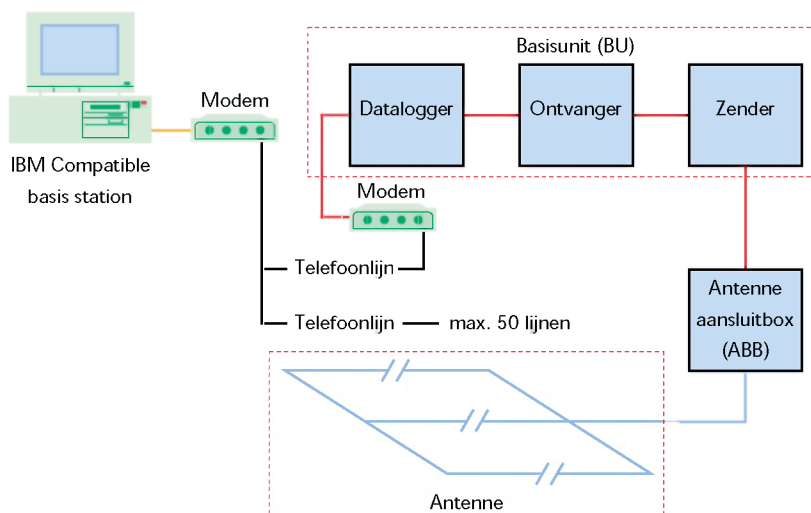 Basisunit (BU)
Datalogger
Ontvanger
Zender
Modem
IBM Compatible
basis station
Modem
Telefoonlijn
Telefoonlijn
max. 50 lijnen
Antenne
aansluitbox
(ABB)
Antenne